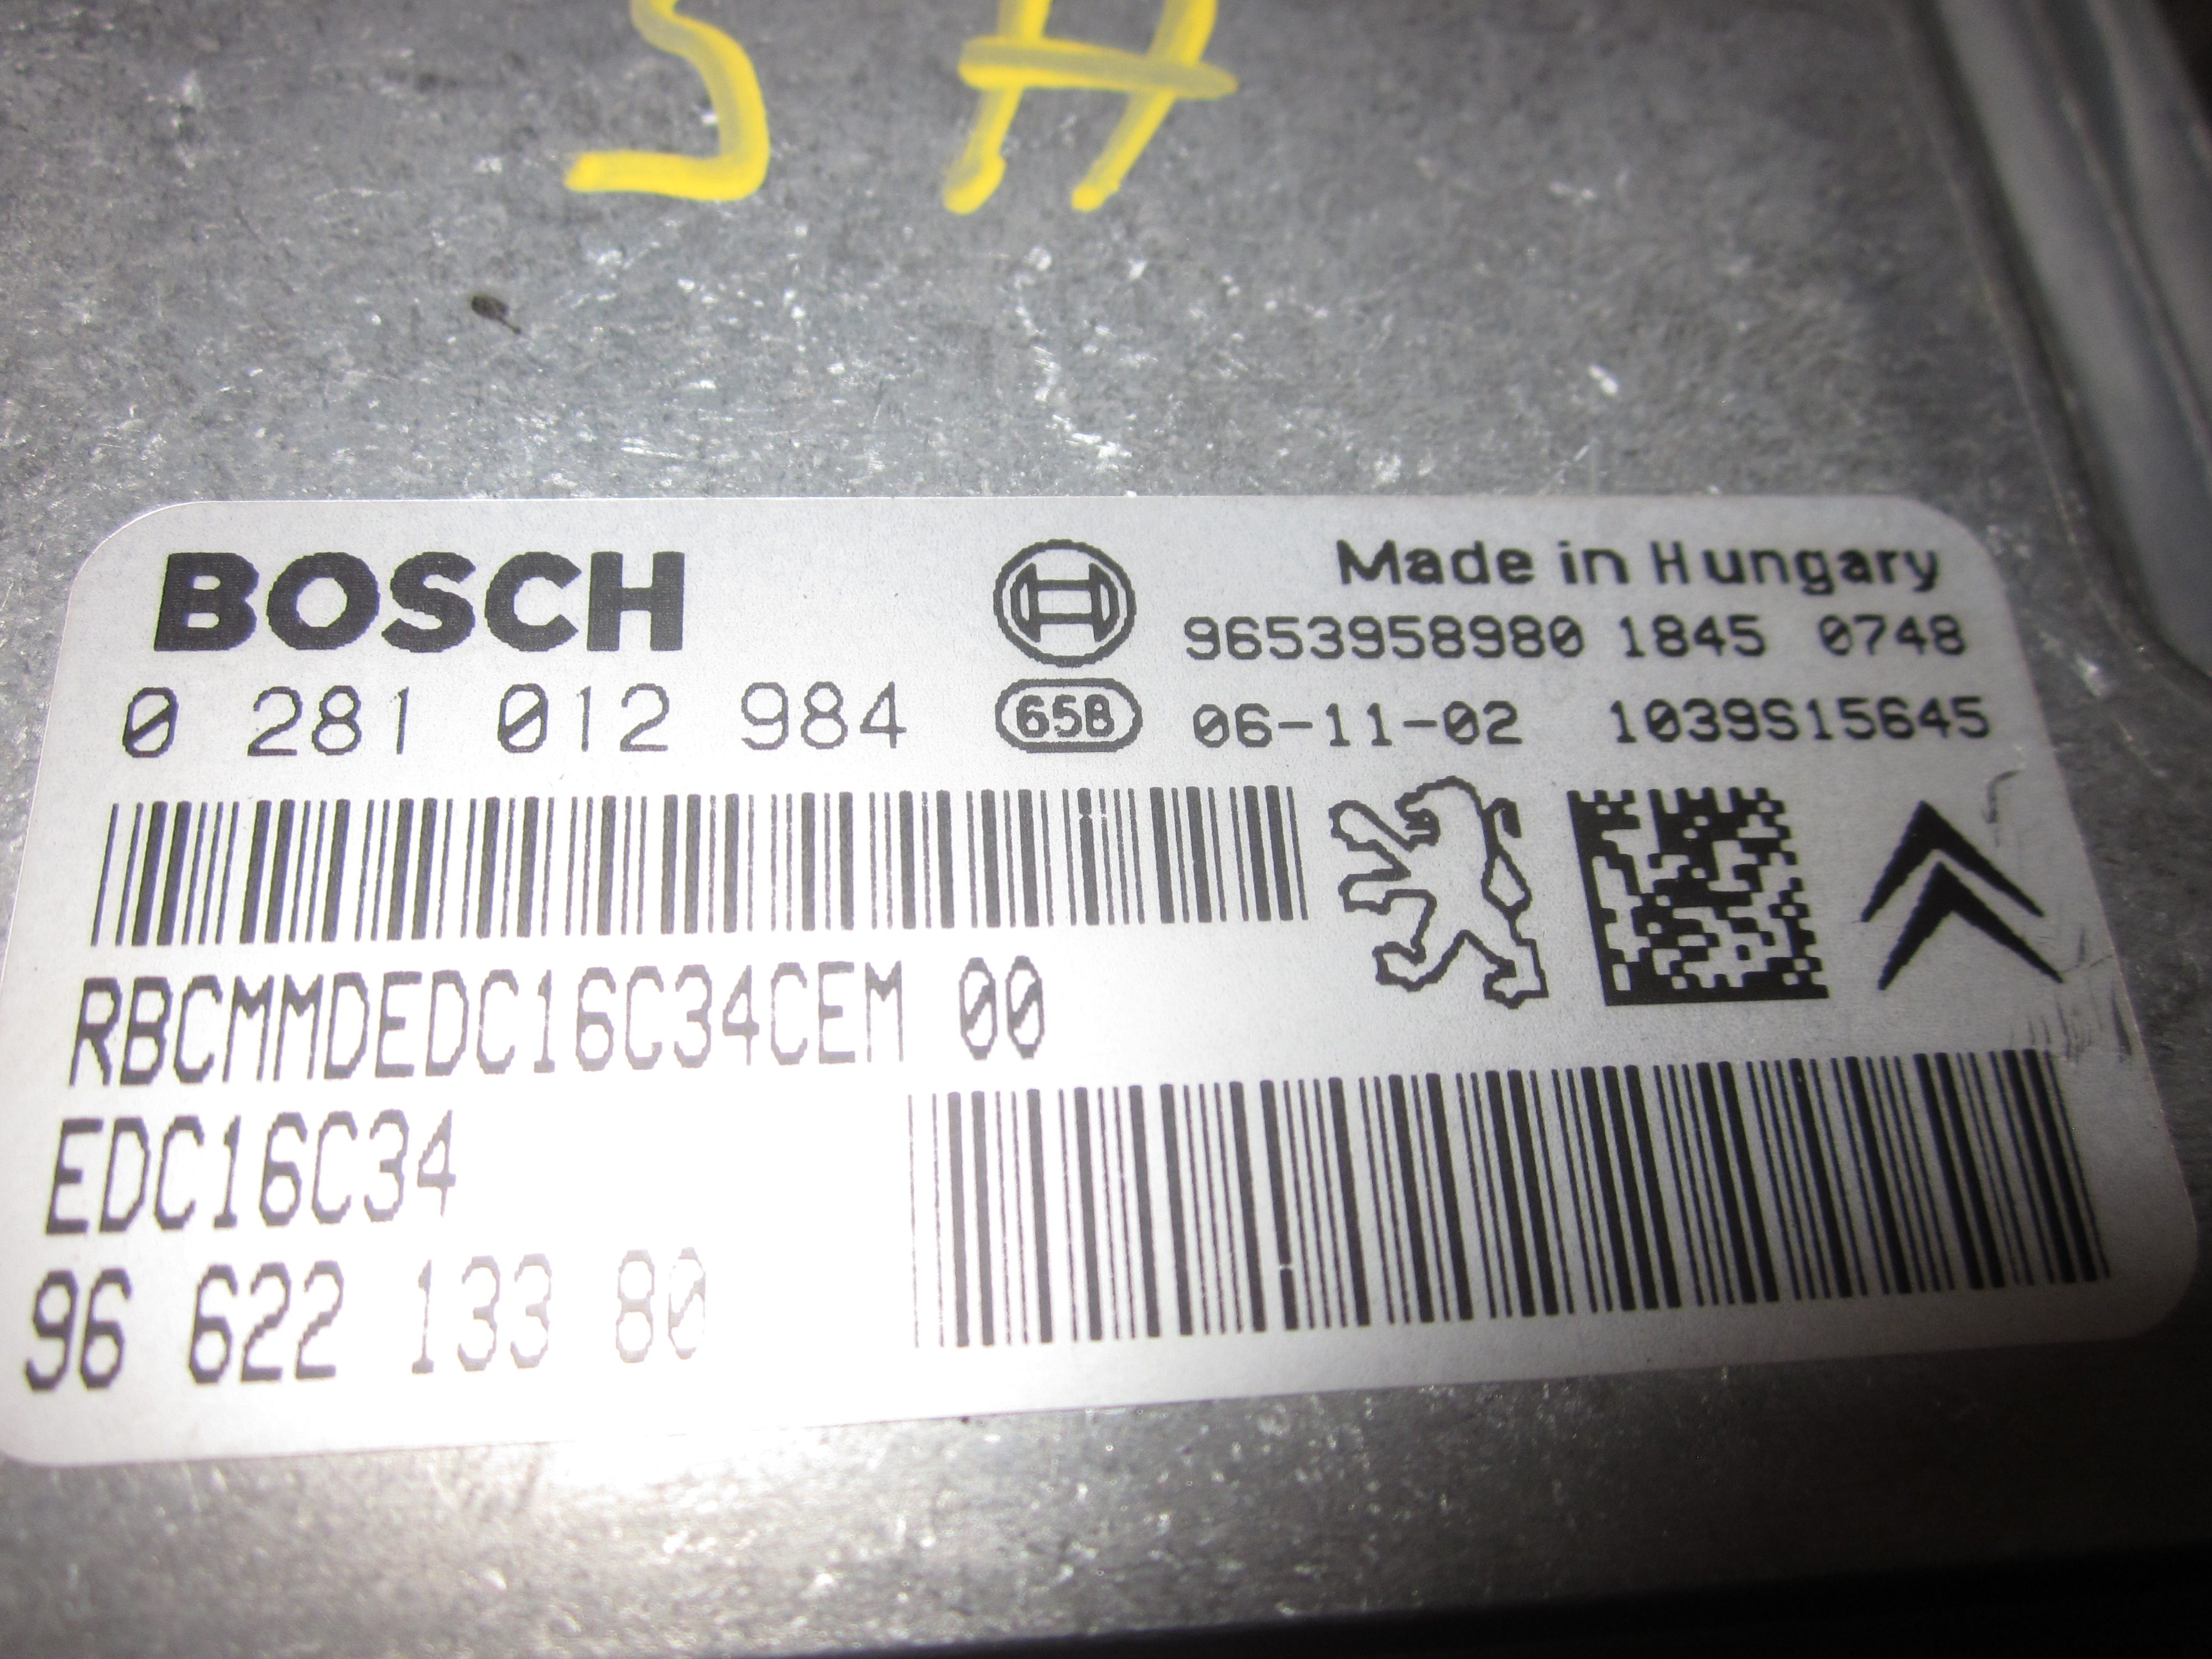 SH
BOSCH
Made in Hungary
9653958980 1845 0748
0 281 012 984
658
06-11-02 1039S15645
RBCMMDEDC16C34CEM 00
EDC16C34
96 622 133 80